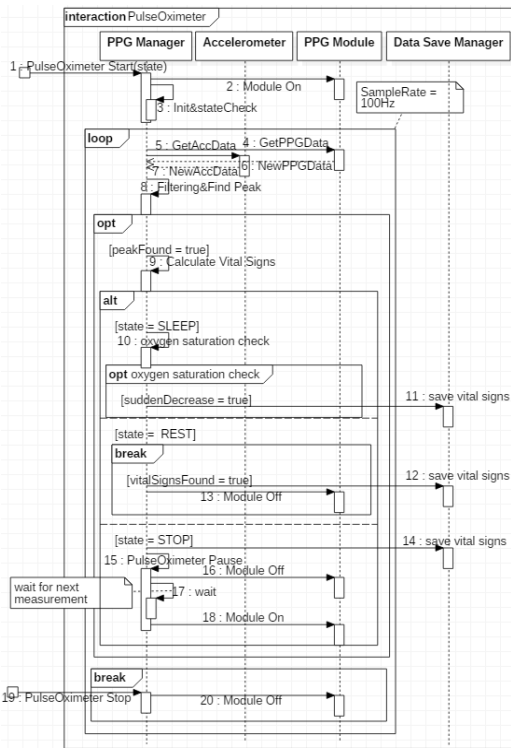 interaction PulseOximeter
PPG Manager Accelerometer PPG Module Data Save Manager
1 : PulseOximeter Start(state)
2 : Module On
SampleRate =
100Hz
3 : Init&stateCheck
loop
5 : GetAccData 4 : GetPPGData
6 : NewPPGData
7 : NewAccData
8 : Filtering&Find Peak
opt
[peakFound = true]
9 : Calculate Vital Signs
alt
[state = SLEEP]
10 : oxygen saturation check
opt oxygen saturation check
[suddenDecrease = true]
11 : save vital signs
[state = REST]
break
[vitalSignsFound = true]
12 : save vital signs
13 : Module Off
[state = STOP]
14 : save vital signs
15 : PulseOximeter Pause
16 : Module Off
wait for next
measurement
17 : wait
18 : Module On
break
19 : PulseOximeter Stop
20 : Module Off